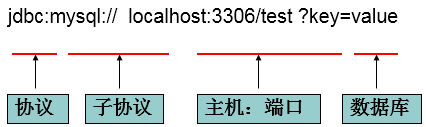 jdbc:mysql://  localhost:3306/test ?key=value
协议 子协议 主机：端口 数据库